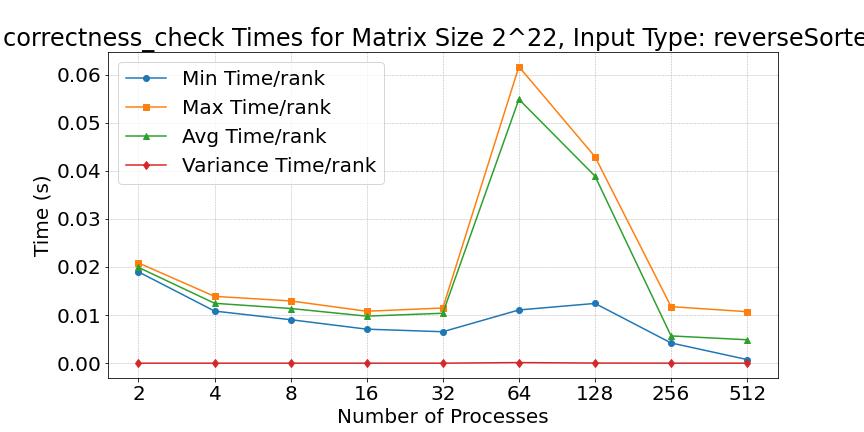 correctness_check Times for Matrix Size 2^22, Input Type: reverseSorte
Min Time/rank
Max Time/rank
Avg Time/rank
Variance Time/rank
Time (s)
0.06
0.05
0.04
0.03
0.02
0.01
0.00
2 4 8 16 32 64 128 256 512
Number of Processes